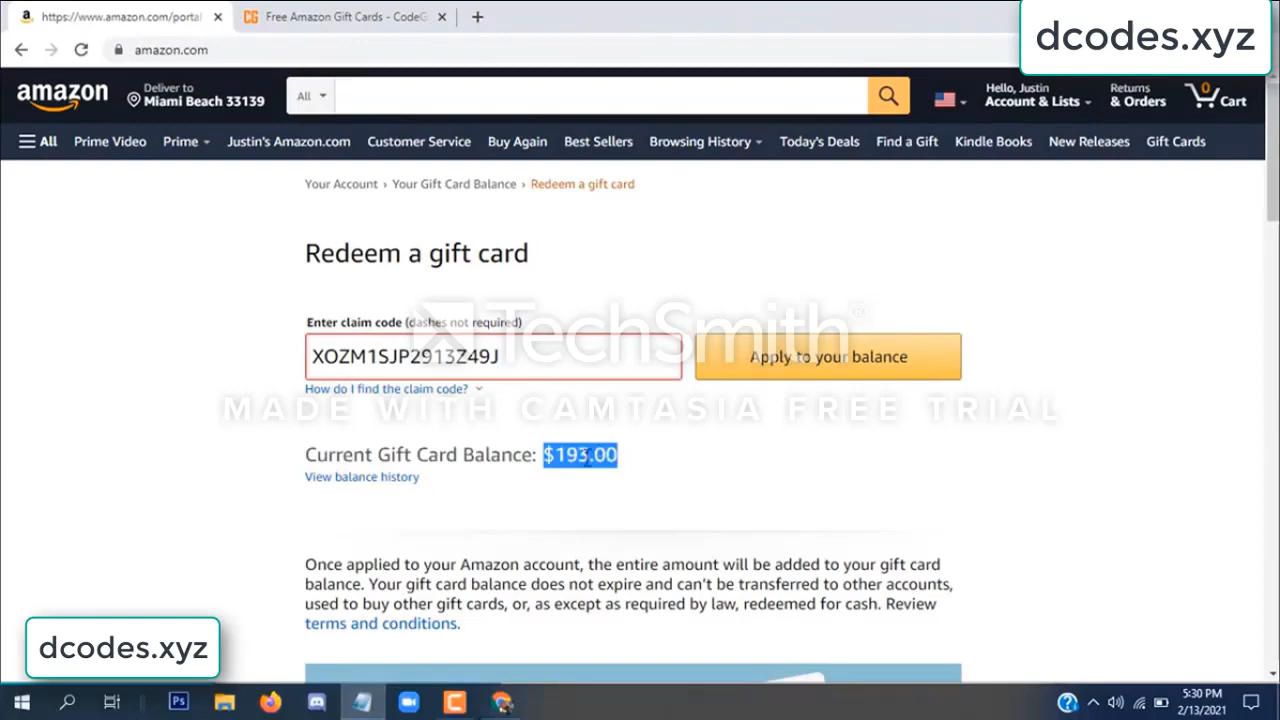 https://www.amazon.com/porta
Free Amazon Gift Cards - CodeG
dcodes.xyz
amazon.com
amazon
Deliver to
Miami Beach 33139
All
Hello, Justin
Account & Lists
Returns
& Orders
0
Cart
All
Prime Video
Prime
Justin's Amazon.com
Customer Service
Buy Again
Best Sellers
Browsing History
Today's Deals
Find a Gift
Kindle Books
New Releases
Gift Cards
Your Account › Your Gift Card Balance › Redeem a gift card
Redeem a gift card
Enter claim code (dashes not required)
XOZM1SJP2913Z49J
Apply to your balance
TechSmith®
How do I find the claim code?
MADE WITH CAMTASIA FREE TRIAL
Current Gift Card Balance: $193.00
View balance history
Once applied to your Amazon account, the entire amount will be added to your gift card
balance. Your gift card balance does not expire and can't be transferred to other accounts,
used to buy other gift cards, or, as except as required by law, redeemed for cash. Review
terms and conditions.
dcodes.xyz
Ps
5:30 PM
2/13/2021